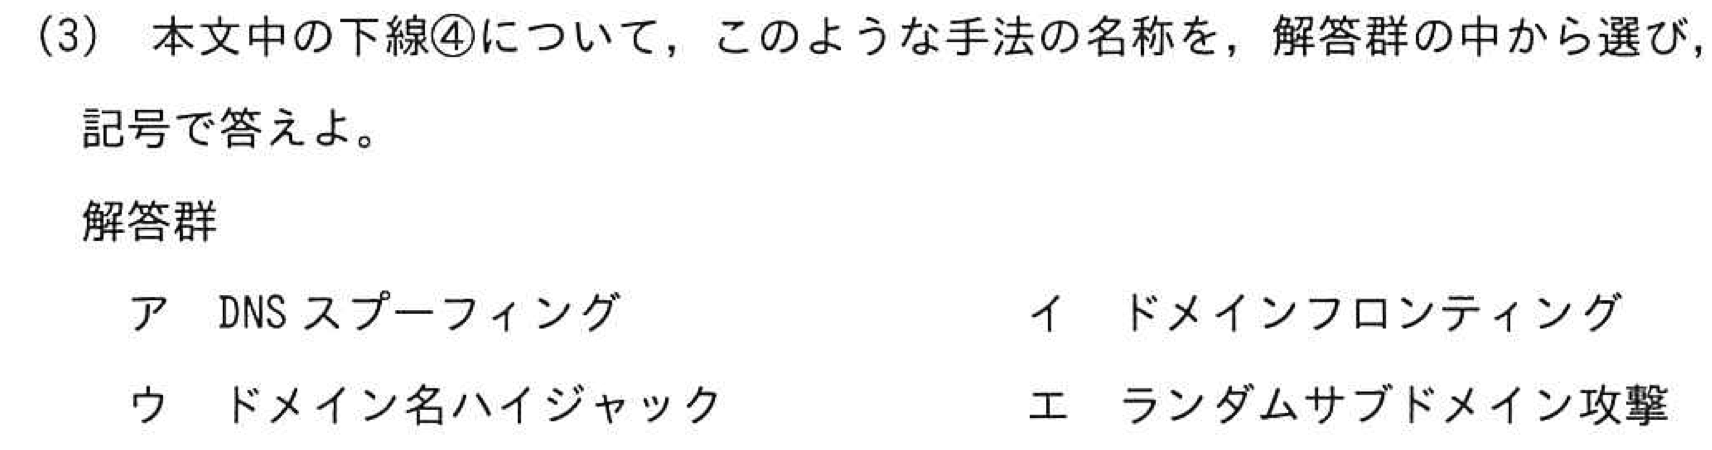 (3) 本文中の下線④について，このような手法の名称を，解答群の中から選び，
記号で答えよ。
解答群
ア DNS スプーフィング イ ドメインフロンティング
ウ ドメイン名ハイジャック エ ランダムサブドメイン攻撃